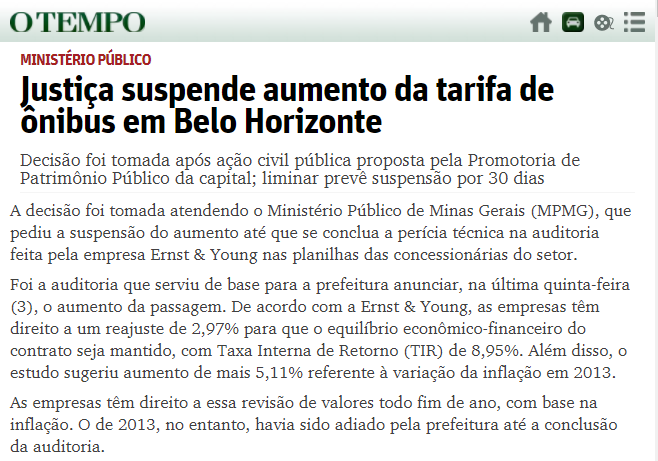 O TEMPO
MINISTÉRIO PÚBLICO
Justiça suspende aumento da tarifa de
ônibus em Belo Horizonte
Decisão foi tomada após ação civil pública proposta pela Promotoria de
Patrimônio Público da capital; liminar prevê suspensão por 30 dias
A decisão foi tomada atendendo o Ministério Público de Minas Gerais (MPMG), que
pediu a suspensão do aumento até que se conclua a perícia técnica na auditoria
feita pela empresa Ernst & Young nas planilhas das concessionárias do setor.
Foi a auditoria que serviu de base para a prefeitura anunciar, na última quinta-feira
(3), o aumento da passagem. De acordo com a Ernst & Young, as empresas têm
direito a um reajuste de 2,97% para que o equilíbrio econômico-financeiro do
contrato seja mantido, com Taxa Interna de Retorno (TIR) de 8,95%. Além disso, o
estudo sugeriu aumento de mais 5,11% referente à variação da inflação em 2013.
As empresas têm direito a essa revisão de valores todo fim de ano, com base na
inflação. O de 2013, no entanto, havia sido adiado pela prefeitura até a conclusão
da auditoria.